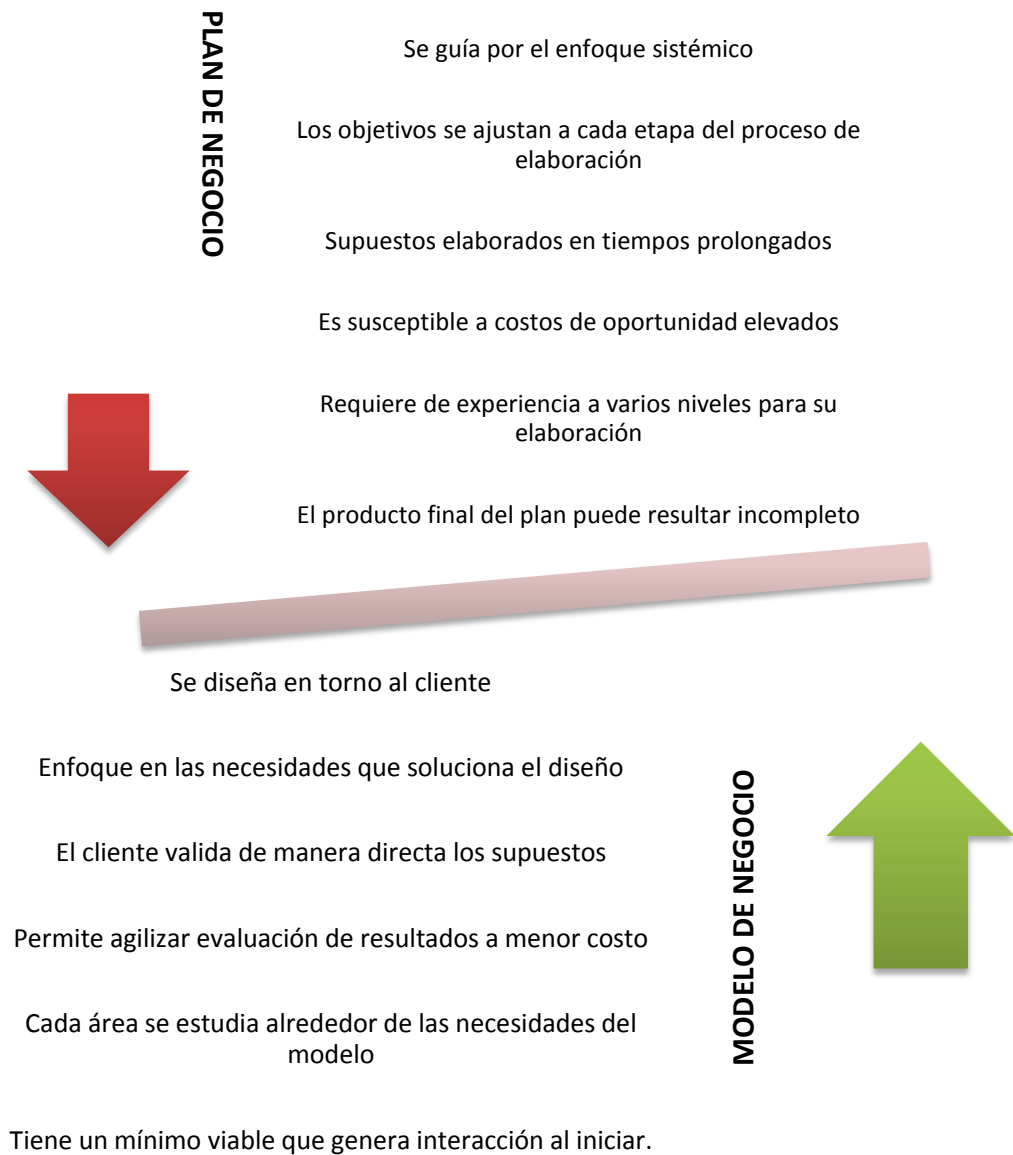 PLAN DE NEGOCIO
Se guía por el enfoque sistémico
Los objetivos se ajustan a cada etapa del proceso de
elaboración
Supuestos elaborados en tiempos prolongados
Es susceptible a costos de oportunidad elevados
Requiere de experiencia a varios niveles para su
elaboración
El producto final del plan puede resultar incompleto
Se diseña en torno al cliente
Enfoque en las necesidades que soluciona el diseño
El cliente valida de manera directa los supuestos
Permite agilizar evaluación de resultados a menor costo
Cada área se estudia alrededor de las necesidades del
modelo
Tiene un mínimo viable que genera interacción al iniciar.
MODELO DE NEGOCIO